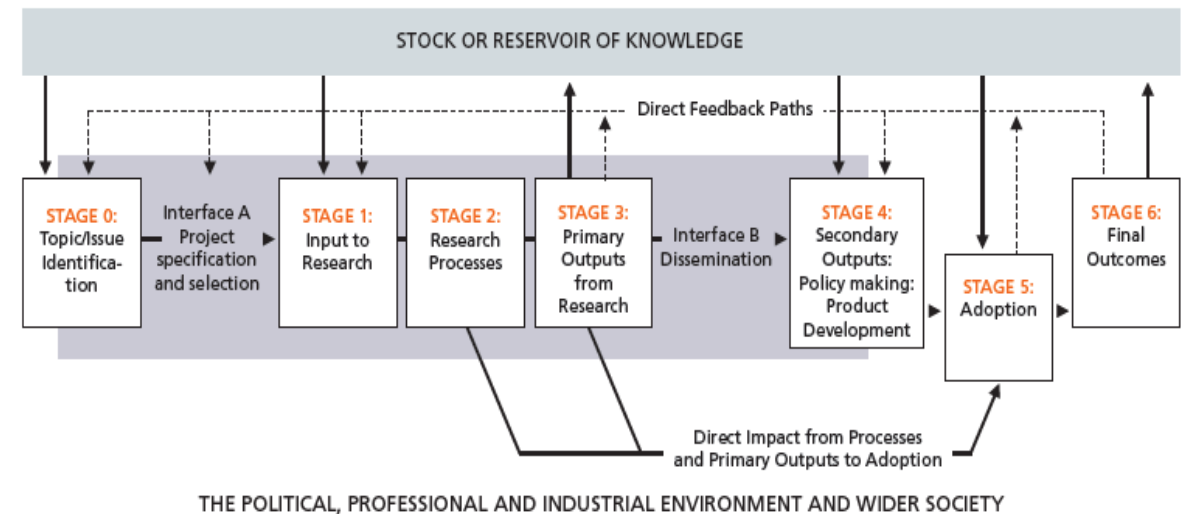 STOCK OR RESERVOIR OF KNOWLEDGE
Direct Feedback Paths
STAGE 0:
Topic/Issue
Identifica-
tion
Interface A
Project
specification
and selection
STAGE 1:
Input to
Research
STAGE 2:
Research
Processes
STAGE 3:
Primary
Outputs
from
Research
Interface B
Dissemination
STAGE 4:
Secondary
Outputs:
Policy making:
Product
Development
STAGE 5:
Adoption
STAGE 6:
Final
Outcomes
Direct Impact from Processes
and Primary Outputs to Adoption
THE POLITICAL, PROFESSIONAL AND INDUSTRIAL ENVIRONMENT AND WIDER SOCIETY